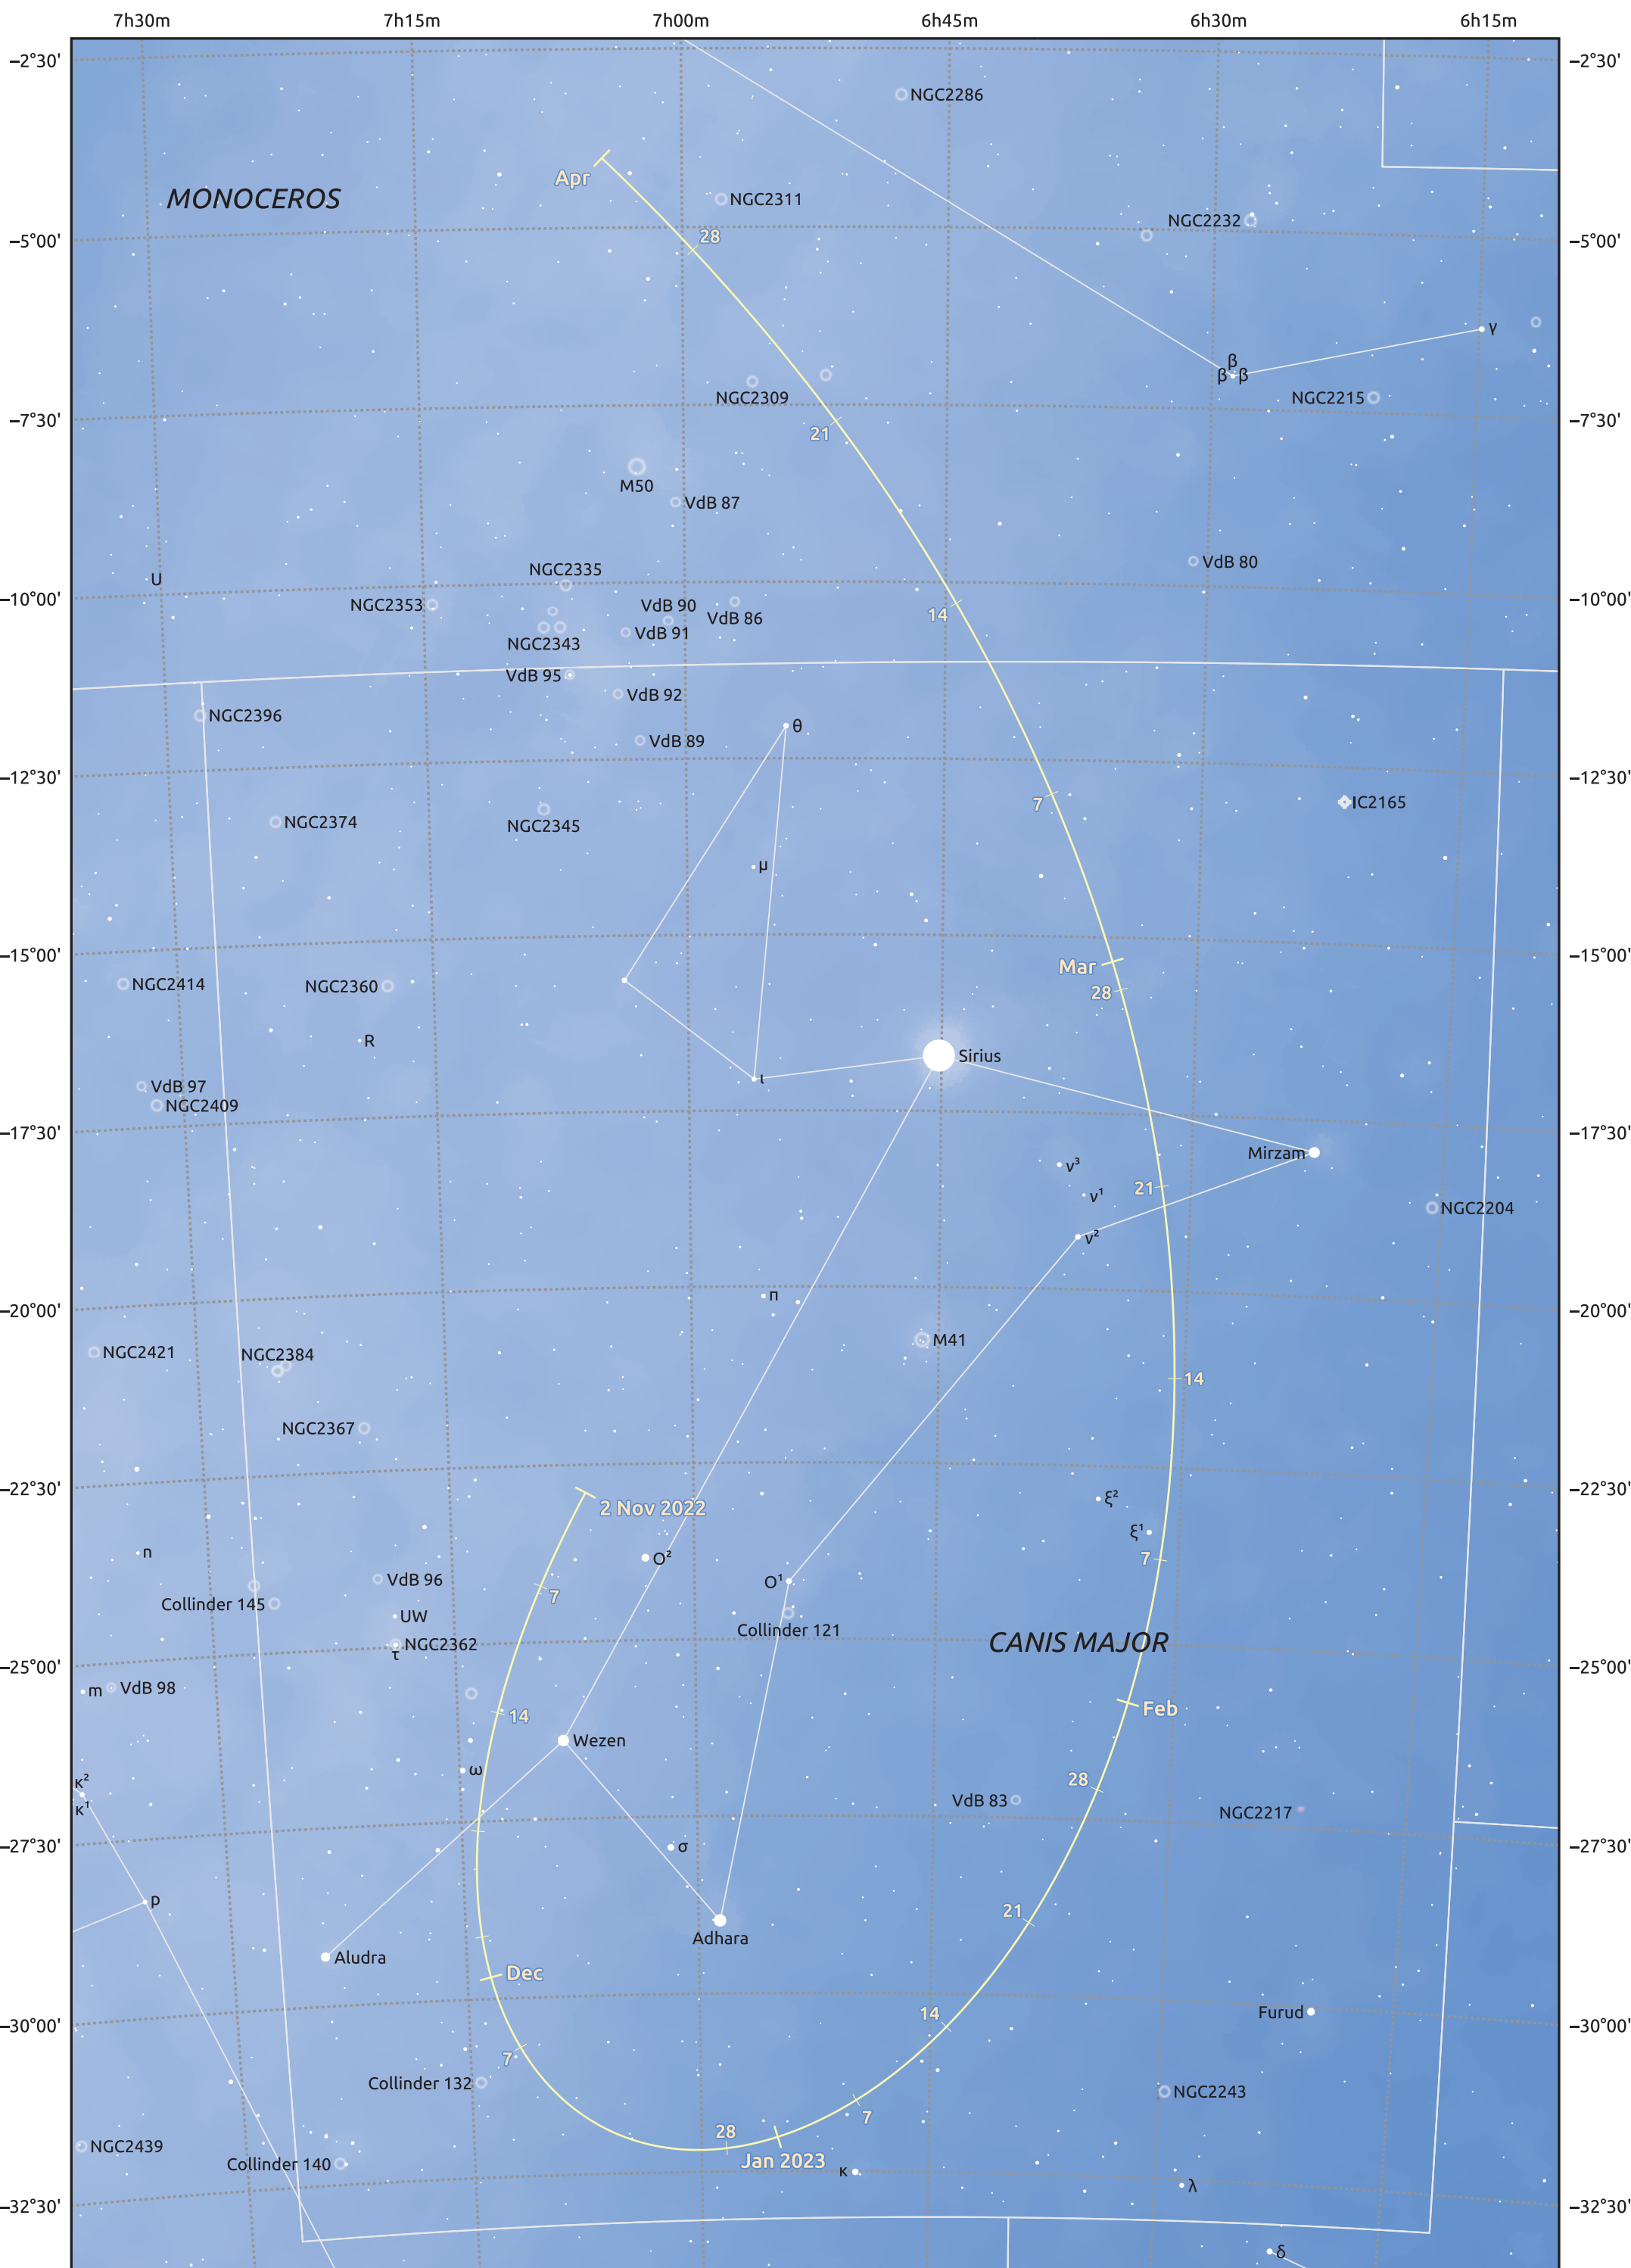 7h30m 7h15m 7h00m 6h45m 6h30m 6h15m
−2°30' −2°30'
NGC2286
Apr
MONOCEROS
NGC2311
NGC2232
28
−5°00' −5°00'
γ
β
β β
NGC2309
NGC2215
−7°30' −7°30'
21
M50
VdB 87
VdB 80
NGC2335
U
−10°00' −10°00'
NGC2353
VdB 90
VdB 86
14
VdB 91
NGC2343
VdB 95
VdB 92
NGC2396
θ
VdB 89
−12°30' −12°30'
7
IC2165
NGC2374
NGC2345
μ
−15°00' −15°00'
Mar
NGC2414
NGC2360
28
R
Sirius
ι
VdB 97
NGC2409
−17°30' −17°30'
Mirzam
ν³
21
ν¹
NGC2204
ν²
π
−20°00' −20°00'
M41
NGC2421
NGC2384
14
NGC2367
−22°30' −22°30'
ξ²
2 Nov 2022
ξ¹
n
O²
7
VdB 96
O¹
7
Collinder 145
UW
Collinder 121
NGC2362
CANIS MAJOR
τ
−25°00' −25°00'
m
VdB 98
Feb
14
Wezen
ω
28
κ²
VdB 83
κ¹
NGC2217
−27°30' −27°30'
σ
p
21
Adhara
Aludra
Dec
14
Furud
−30°00' −30°00'
7
Collinder 132
NGC2243
7
28
NGC2439
Jan 2023
Collinder 140
κ
λ
−32°30' −32°30'
δ